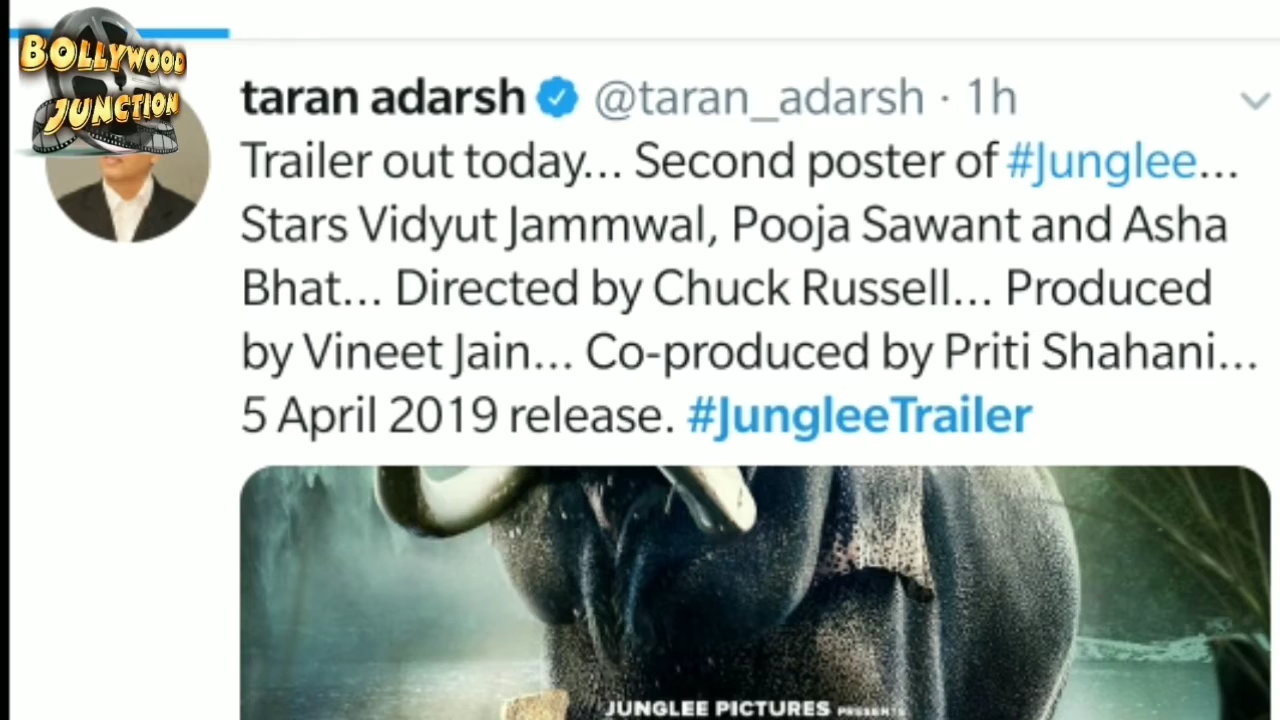 BOLLYWOOD
JUNCTION
taran adarsh @taran_adarsh · 1h
Trailer out today... Second poster of #Junglee...
Stars Vidyut Jammwal, Pooja Sawant and Asha
Bhat... Directed by Chuck Russell... Produced
by Vineet Jain... Co-produced by Priti Shahani...
5 April 2019 release. #JungleeTrailer
JUNGLEE PICTURES PRESENTS